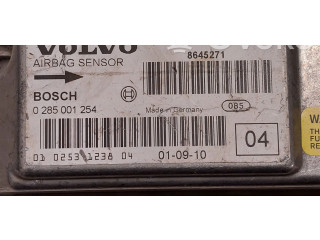 VOLVO
AIRBAG SENSOR
8645271
BOSCH
Made in Germany
0 285 001 254
085
04
01 0253 1238 04
01-09-10